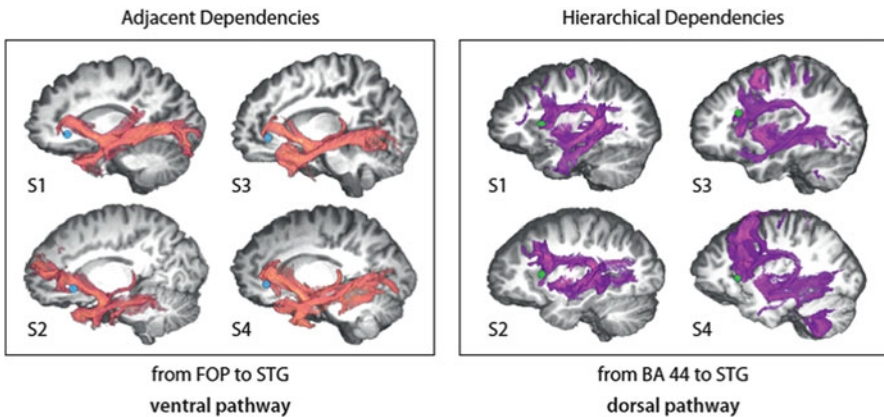 Adjacent Dependencies
S1
S3
S2
S4
from FOP to STG
ventral pathway
Hierarchical Dependencies
S1
S3
S2
S4
from BA 44 to STG
dorsal pathway